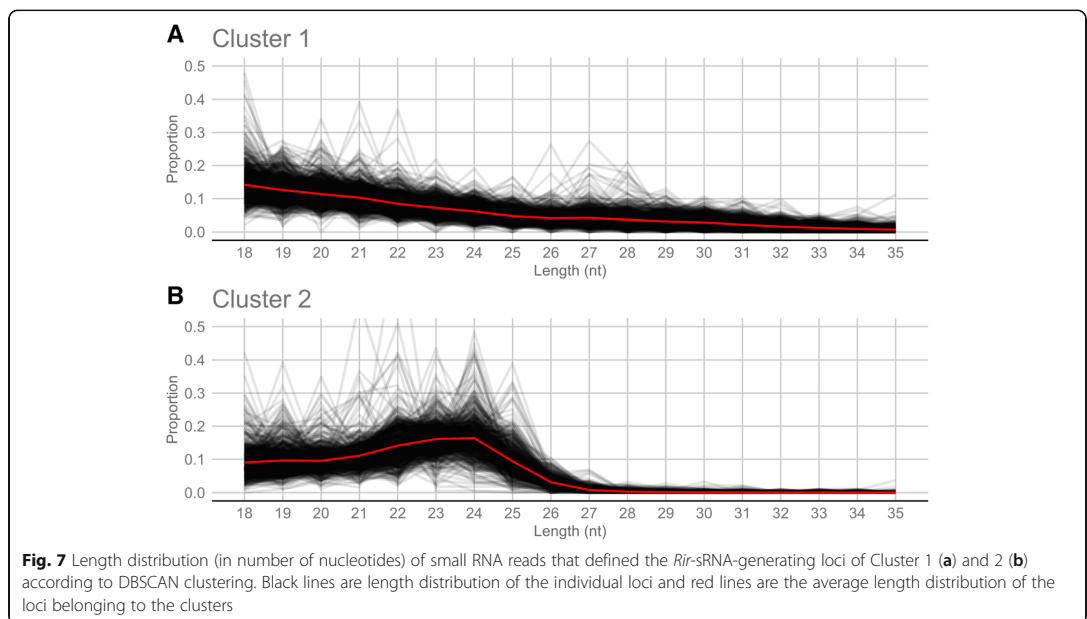 A Cluster 1
0.5
0.4
0.3
0.2
0.1
0.0
Proportion
18 19 20 21 22 23 24 25 26 27 28 29 30 31 32 33 34 35
Length (nt)
B Cluster 2
0.5
0.4
0.3
0.2
0.1
0.0
Proportion
18 19 20 21 22 23 24 25 26 27 28 29 30 31 32 33 34 35
Length (nt)
Fig. 7 Length distribution (in number of nucleotides) of small RNA reads that defined the Rir-sRNA-generating loci of Cluster 1 (a) and 2 (b)
according to DBSCAN clustering. Black lines are length distribution of the individual loci and red lines are the average length distribution of the
loci belonging to the clusters